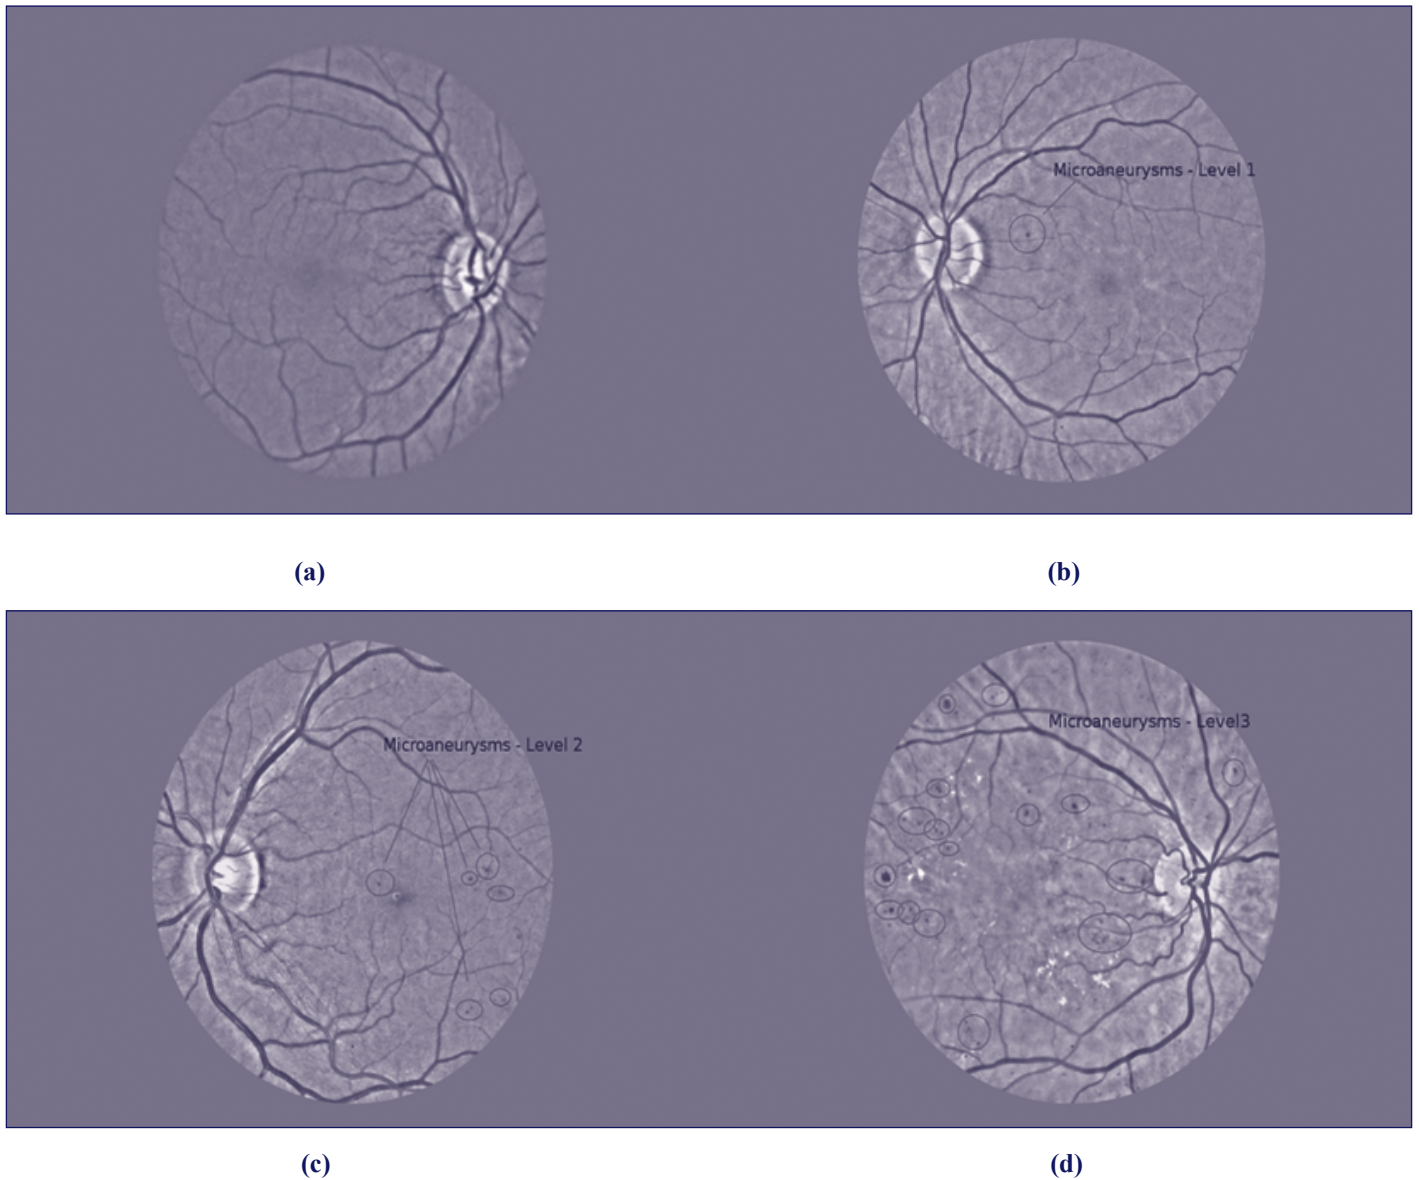 Microaneurysms - Level 1
(a)
(b)
Microaneurysms - Level 2
Microaneurysms - Level3
(c)
(d)